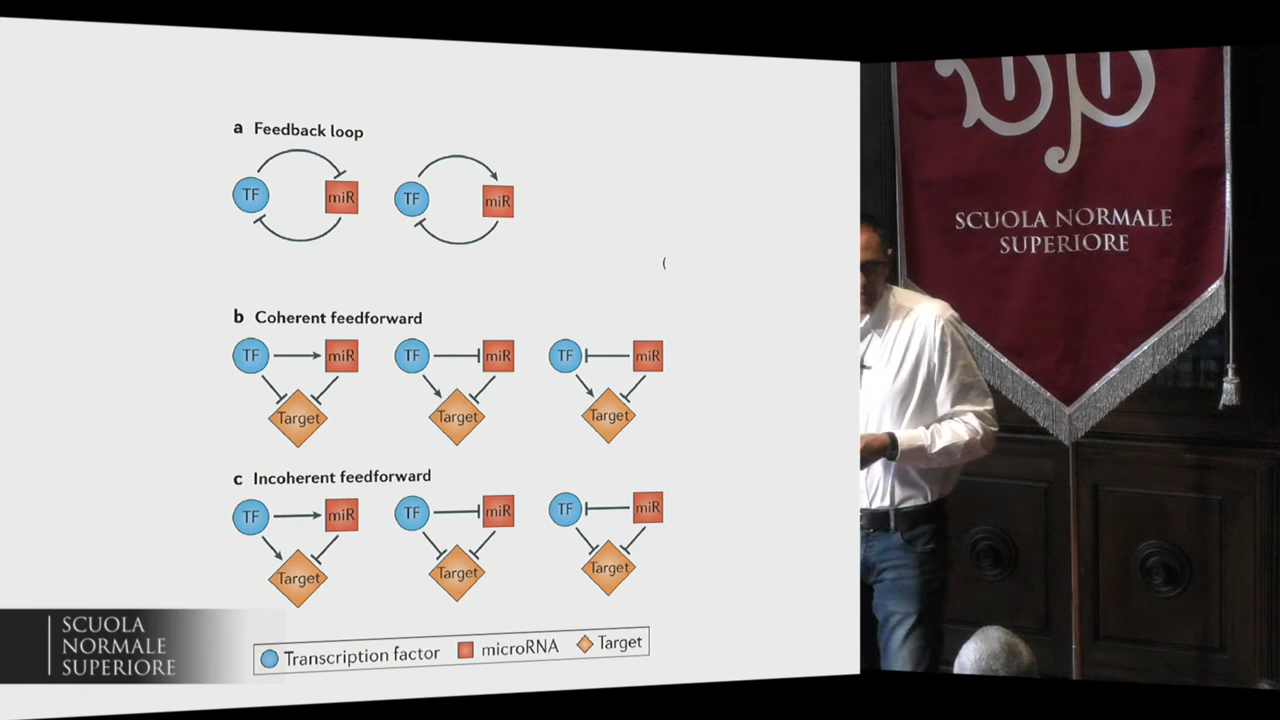 a Feedback loop
TF miR TF miR
(
b Coherent feedforward
TF miR TF miR TF miR
Target Target Target
c Incoherent feedforward
TF miR TF miR TF miR
Target Target Target
Transcription factor microRNA Target
SCUOLA
NORMALE
SUPERIORE
SCUOLA NORMALE
SUPERIORE